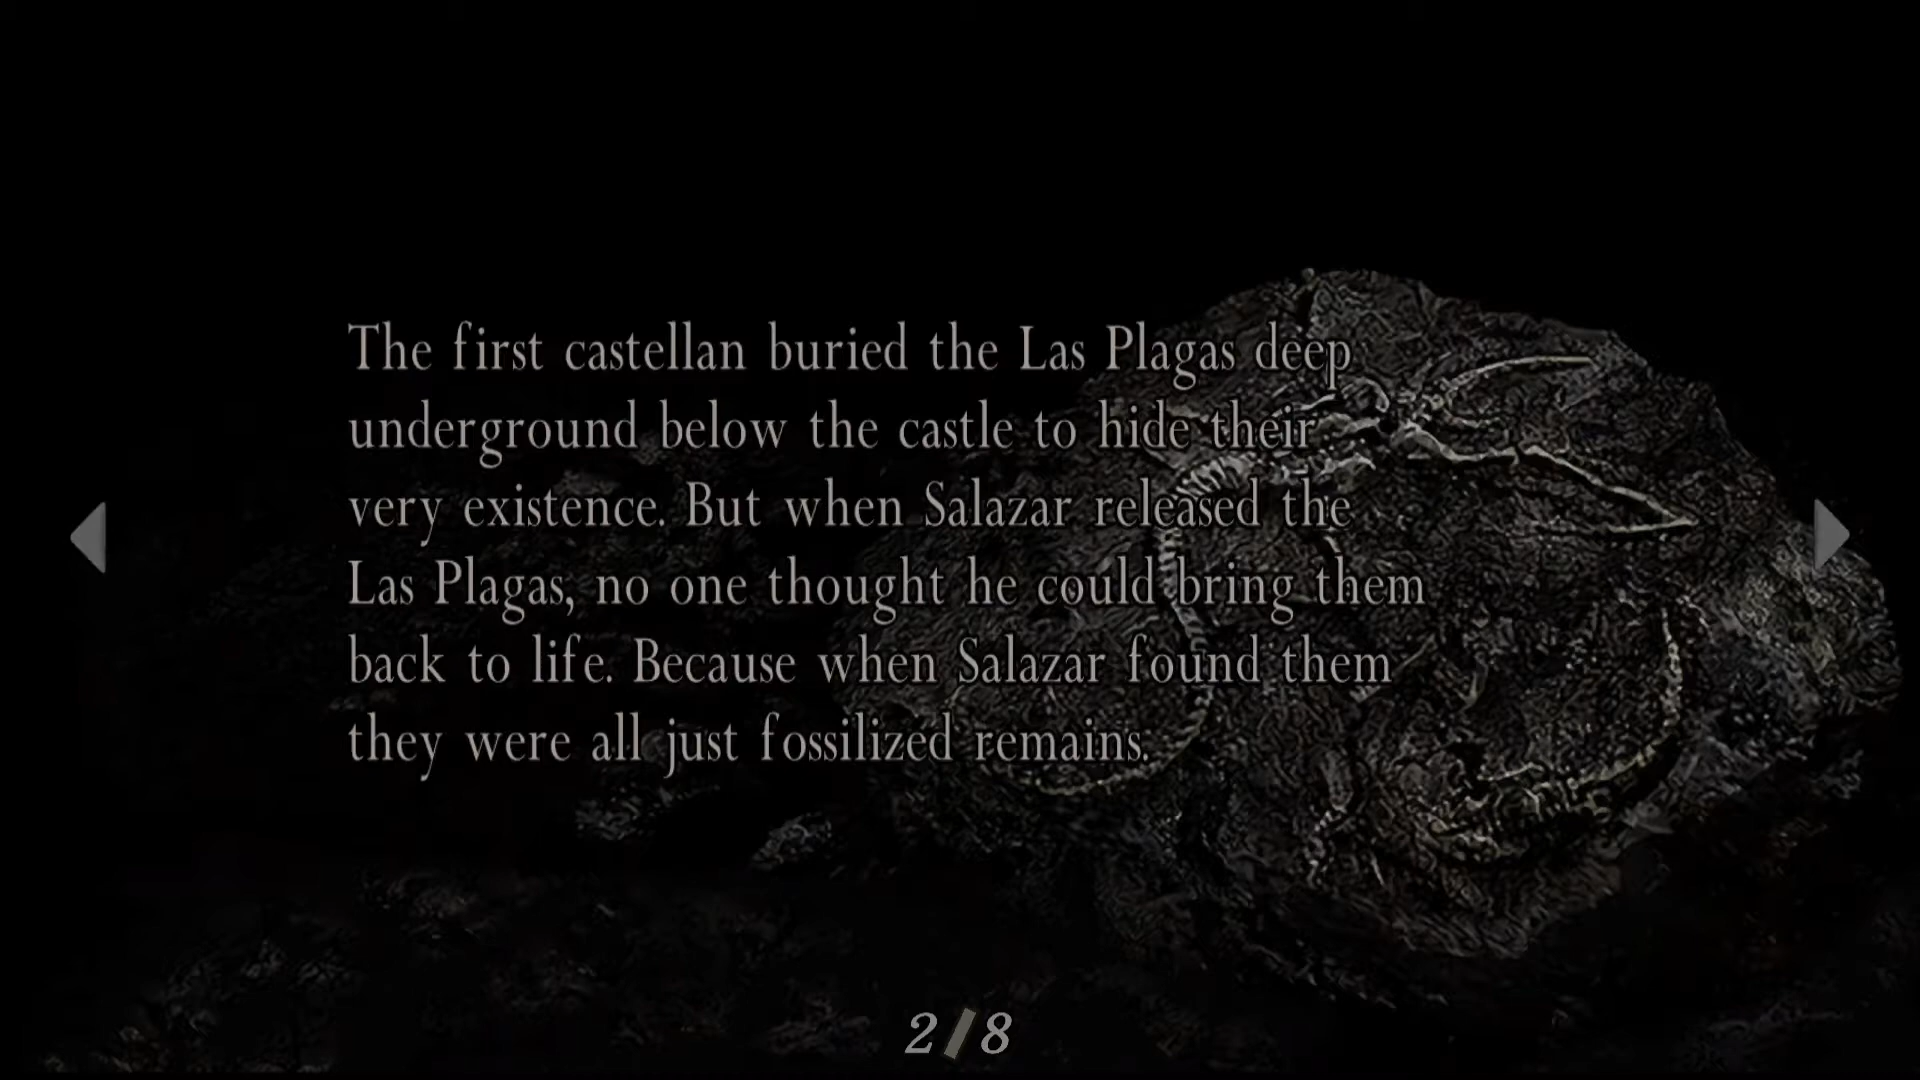 The first castellan buried the Las Plagas deep
underground below the castle to hide their
very existence. But when Salazar released the
Las Plagas, no one thought he could bring them
back to life. Because when Salazar found them
they were all just fossilized remains.
2/8